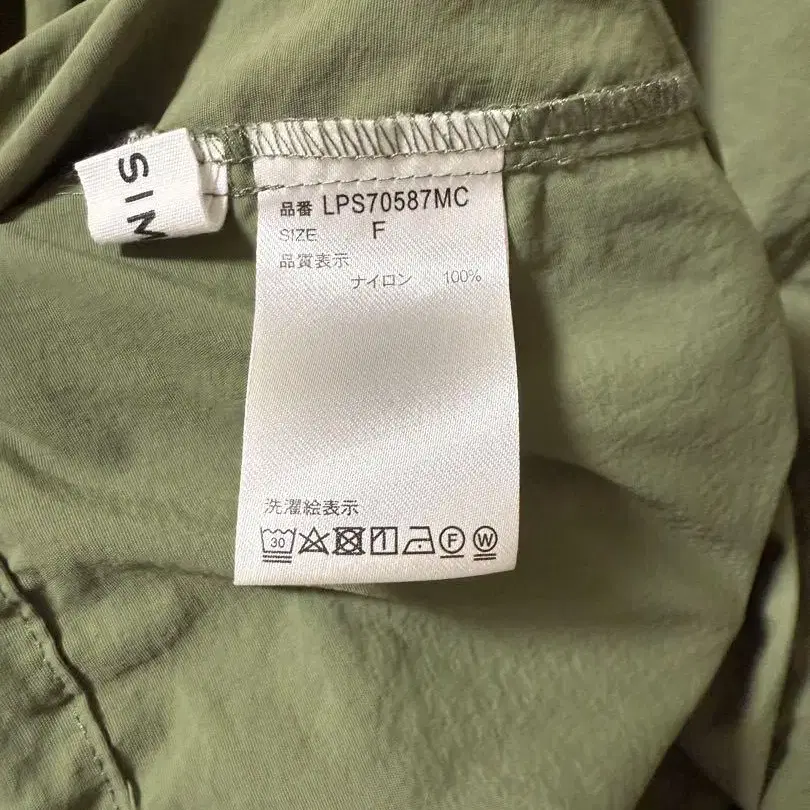 SIM
品番 LPS70587MC
SIZE F
品質表示
ナイロン 100%
洗濯絵表示
30 F W